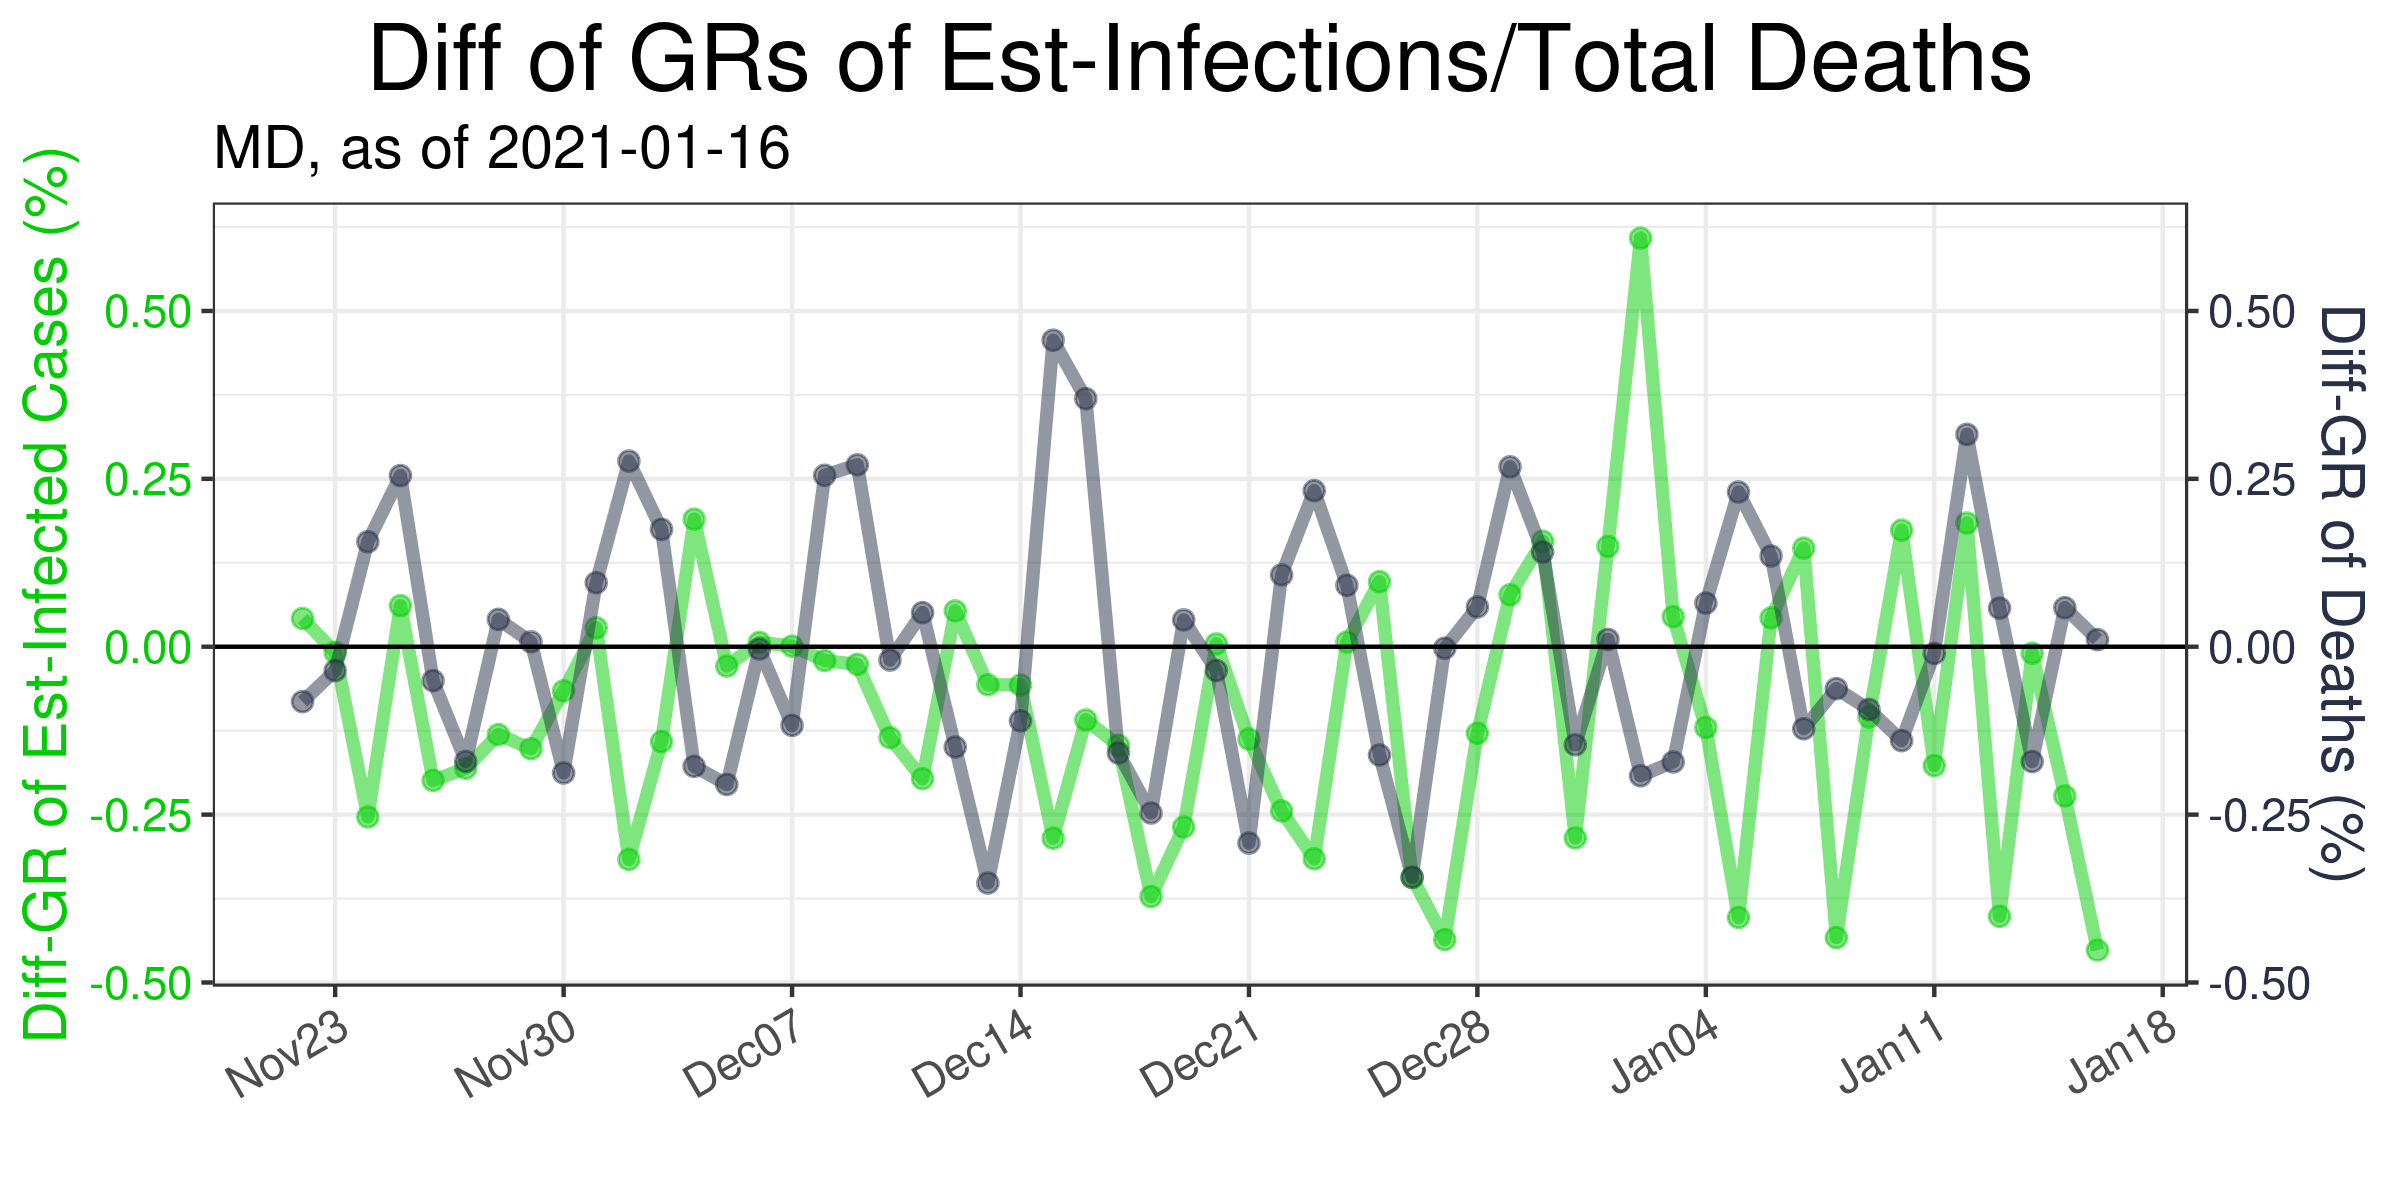 Diff of GRs of Est-Infections/Total Deaths
MD, as of 2021-01-16
Diff-GR of Est-Infected Cases (%)
0.50
0.25
0.00
-0.25
-0.50
0.50
0.25
0.00
-0.25
-0.50
Diff-GR of Deaths (%)
Nov23
Nov30
Dec07
Dec14
Dec21
Dec28
Jan04
Jan11
Jan18